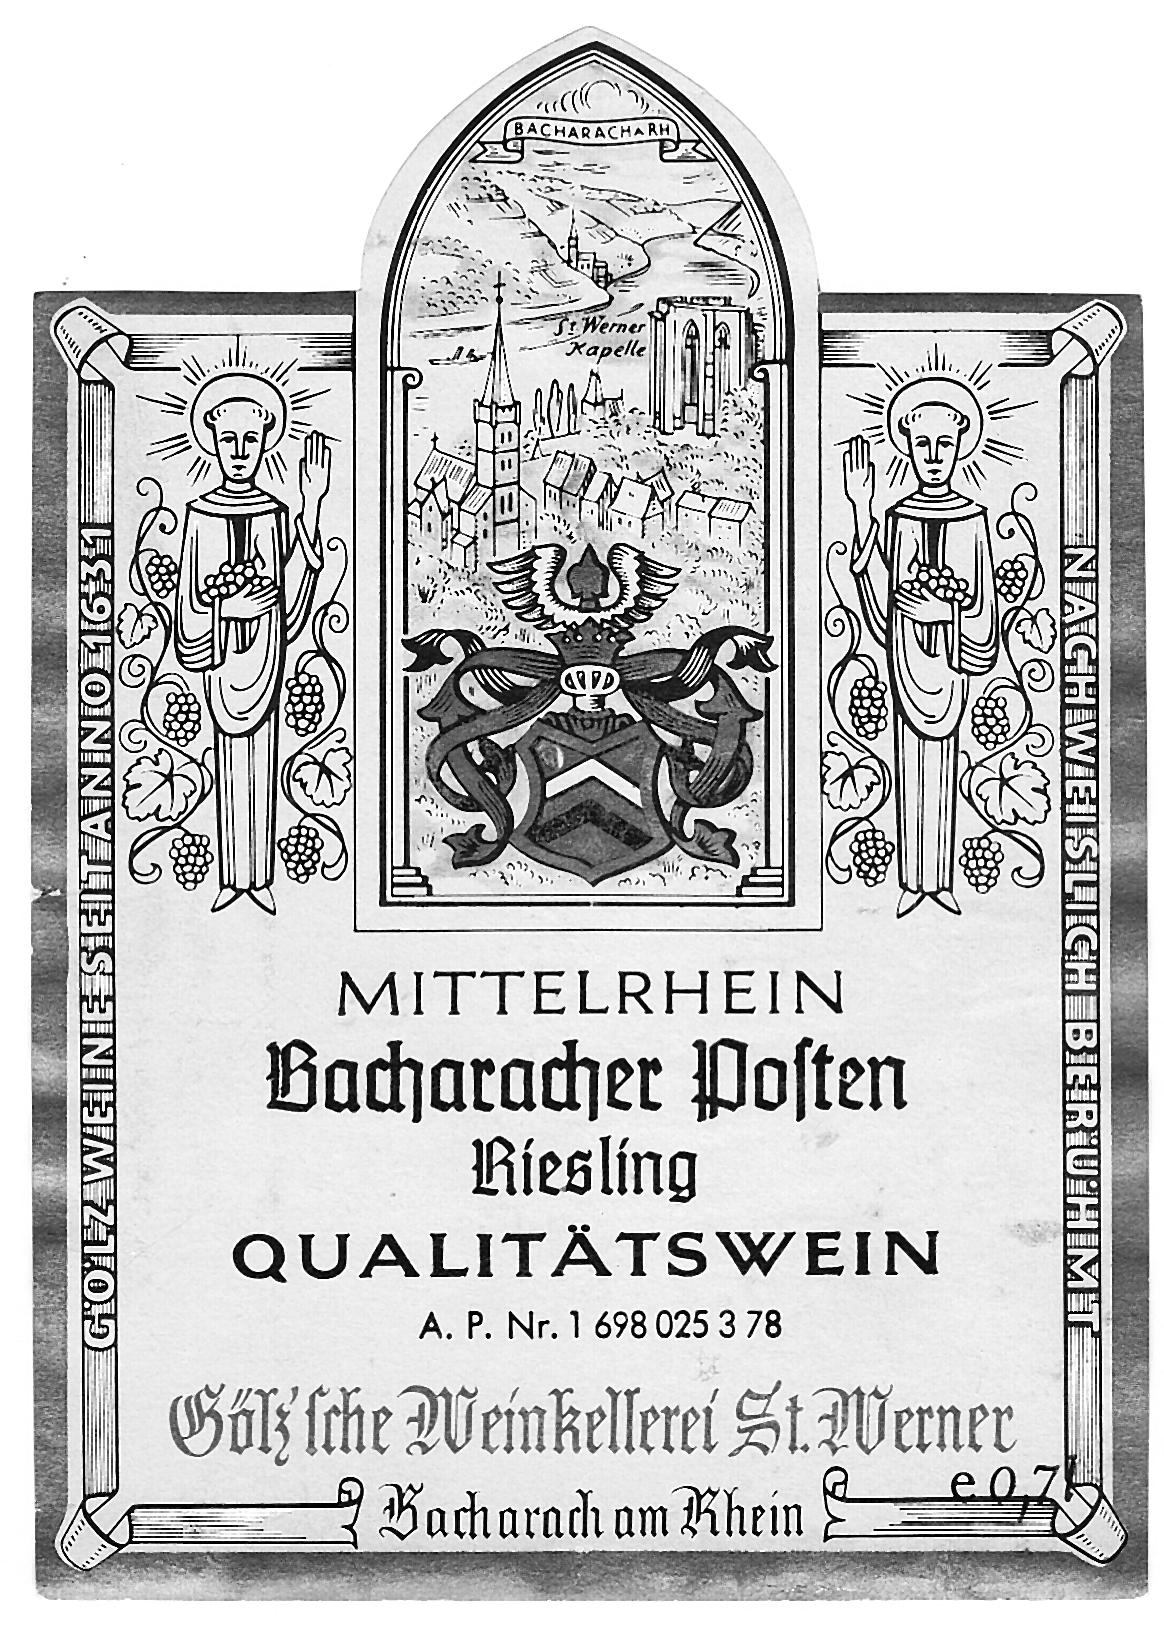 BACHARACH A RH
St Werner
Kapelle
GÖLZ WEINE SEIT ANNO 1631
NACHWEISLICH BERÜHMT
MITTELRHEIN
Bacharacher Poſten
Riesling
QUALITÄTSWEIN
A. P. Nr. 1 698 025 3 78
Gölz'ſche Weinkellerei St. Werner
Bacharach am Rhein
e 0,7 l